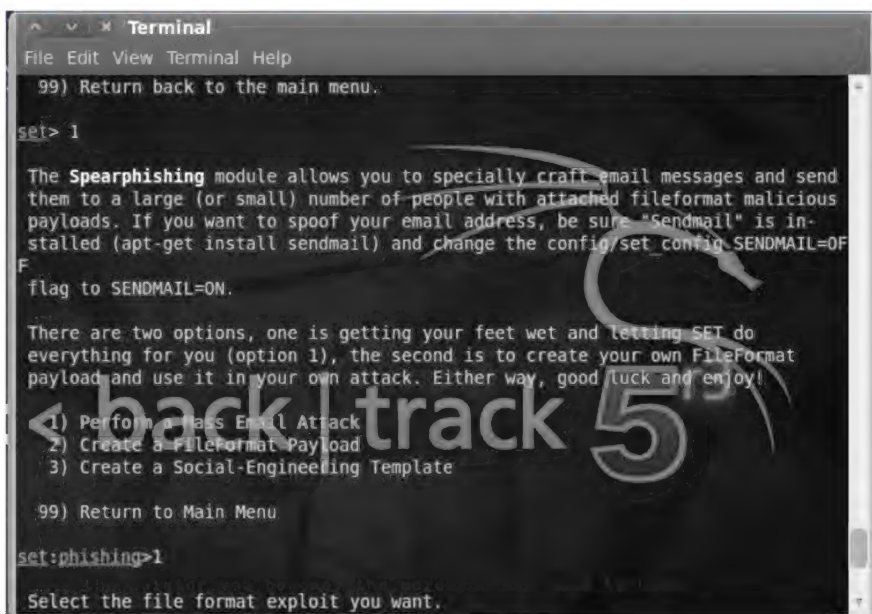 Terminal
File Edit View Terminal Help
99) Return back to the main menu.
set> 1
The Spearphishing module allows you to specially craft email messages and send
them to a large (or small) number of people with attached fileformat malicious
payloads. If you want to spoof your email address, be sure "Sendmail" is in-
stalled (apt-get install sendmail) and change the config/set_config SENDMAIL=OF
F
flag to SENDMAIL=ON.
There are two options, one is getting your feet wet and letting SET do
everything for you (option 1), the second is to create your own FileFormat
payload and use it in your own attack. Either way, good luck and enjoy!
1) Perform a Mass Email Attack
2) Create a FileFormat Payload
3) Create a Social-Engineering Template
99) Return to Main Menu
set:phishing>1
Select the file format exploit you want.
< back | track 5 r3